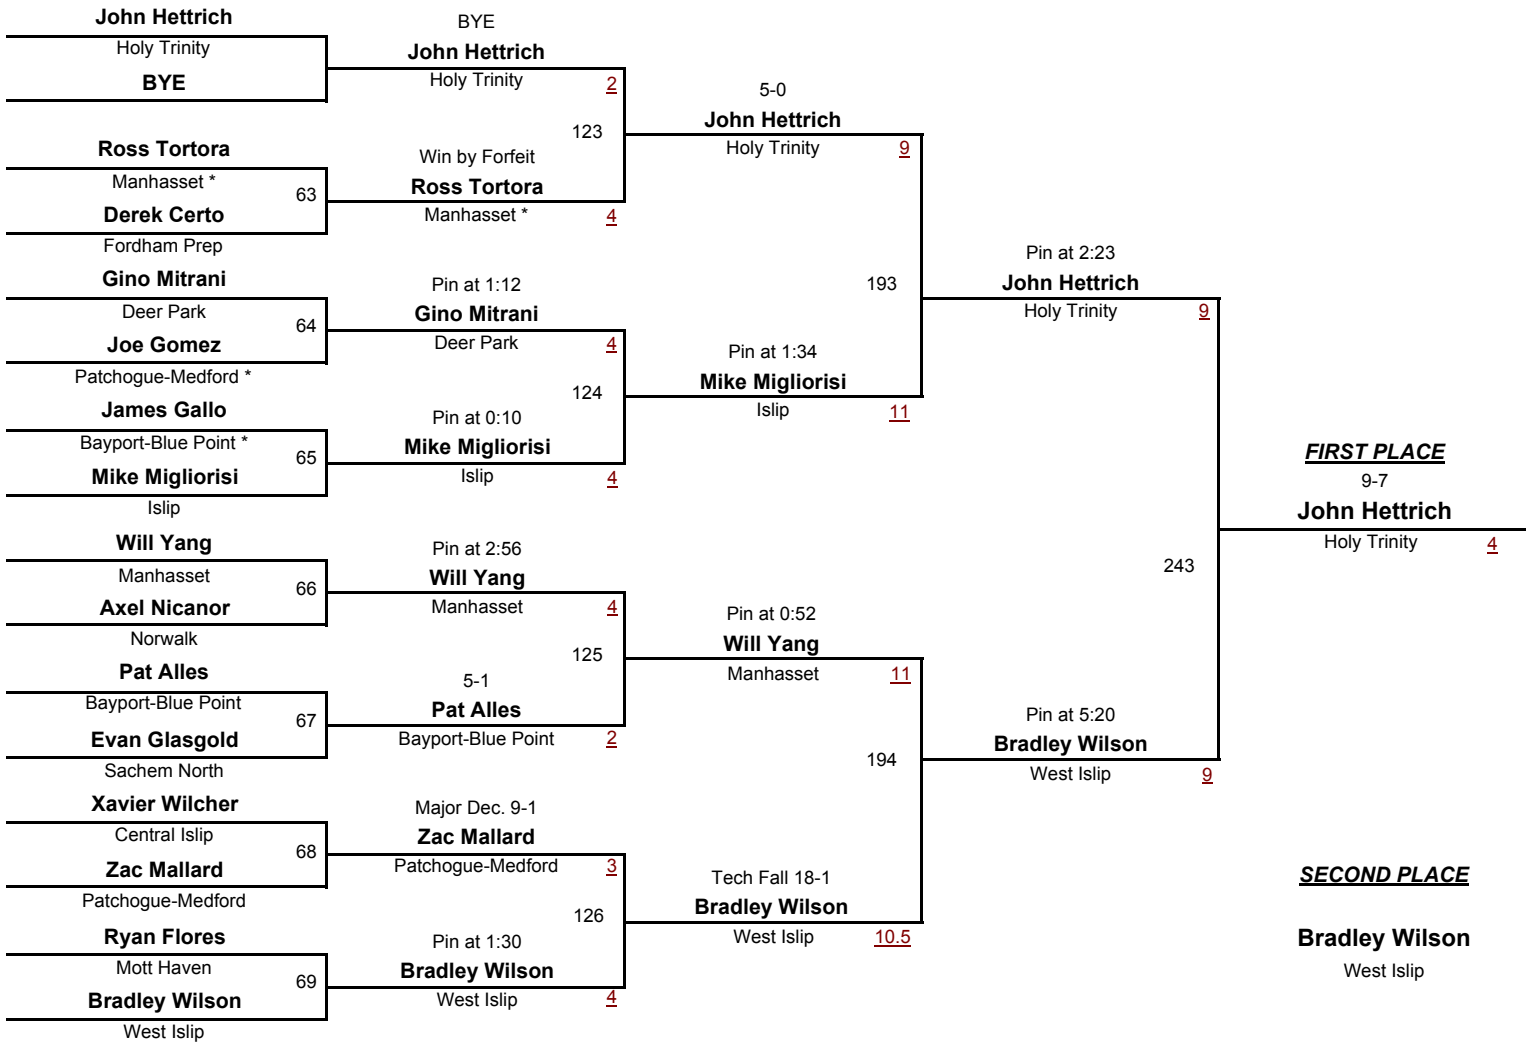 John Hettrich
Holy Trinity
BYE
Ross Tortora
Manhasset *
63
Derek Certo
Fordham Prep
Gino Mitrani
Deer Park
64
Joe Gomez
Patchogue-Medford *
James Gallo
Bayport-Blue Point *
65
Mike Migliorisi
Islip
Will Yang
Manhasset
66
Axel Nicanor
Norwalk
Pat Alles
Bayport-Blue Point
67
Evan Glasgold
Sachem North
Xavier Wilcher
Central Islip
68
Zac Mallard
Patchogue-Medford
Ryan Flores
Mott Haven
69
Bradley Wilson
West Islip
BYE
John Hettrich
Holy Trinity 2
123
Win by Forfeit
Ross Tortora
Manhasset * 4
Pin at 1:12
Gino Mitrani
Deer Park 4
124
Pin at 0:10
Mike Migliorisi
Islip 4
Pin at 2:56
Will Yang
Manhasset 4
125
5-1
Pat Alles
Bayport-Blue Point 2
Major Dec. 9-1
Zac Mallard
Patchogue-Medford 3
126
Pin at 1:30
Bradley Wilson
West Islip 4
5-0
John Hettrich
Holy Trinity 9
193
Pin at 1:34
Mike Migliorisi
Islip 11
Pin at 0:52
Will Yang
Manhasset 11
194
Tech Fall 18-1
Bradley Wilson
West Islip 10.5
Pin at 2:23
John Hettrich
Holy Trinity 9
243
Pin at 5:20
Bradley Wilson
West Islip 9
FIRST PLACE
9-7
John Hettrich
Holy Trinity 4
SECOND PLACE
Bradley Wilson
West Islip